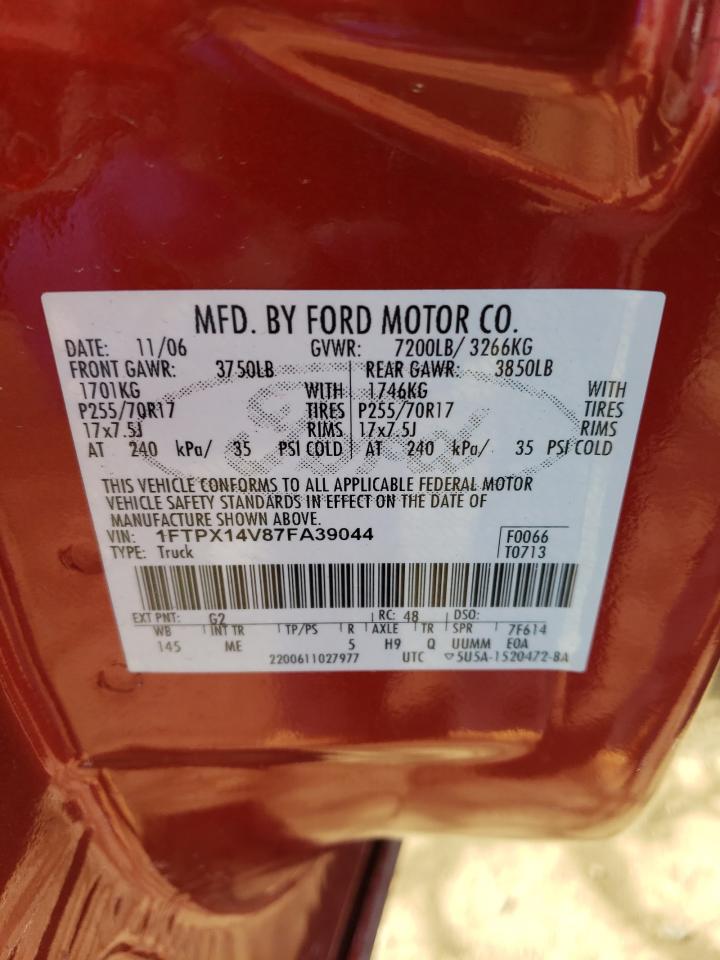 MFD. BY FORD MOTOR CO.
DATE: 11/06 GVWR: 7200LB/ 3266KG
FRONT GAWR: 3750LB REAR GAWR: 3850LB
1701KG WITH 1746KG WITH
P255/70R17 TIRES P255/70R17 TIRES
17x7.5J RIMS 17x7.5J RIMS
AT 240 kPa/ 35 PSI COLD AT 240 kPa/ 35 PSI COLD
Ford
THIS VEHICLE CONFORMS TO ALL APPLICABLE FEDERAL MOTOR
VEHICLE SAFETY STANDARDS IN EFFECT ON THE DATE OF
MANUFACTURE SHOWN ABOVE.
VIN: 1FTPX14V87FA39044 F0066
TYPE: Truck T0713
EXT PNT: G2 RC: 48 DSO:
WB INT TR TP/PS R AXLE TR SPR 7F614
145 ME 5 H9 Q UUMM E0A
2200611027977 UTC ▽5U5A-1520472-BA